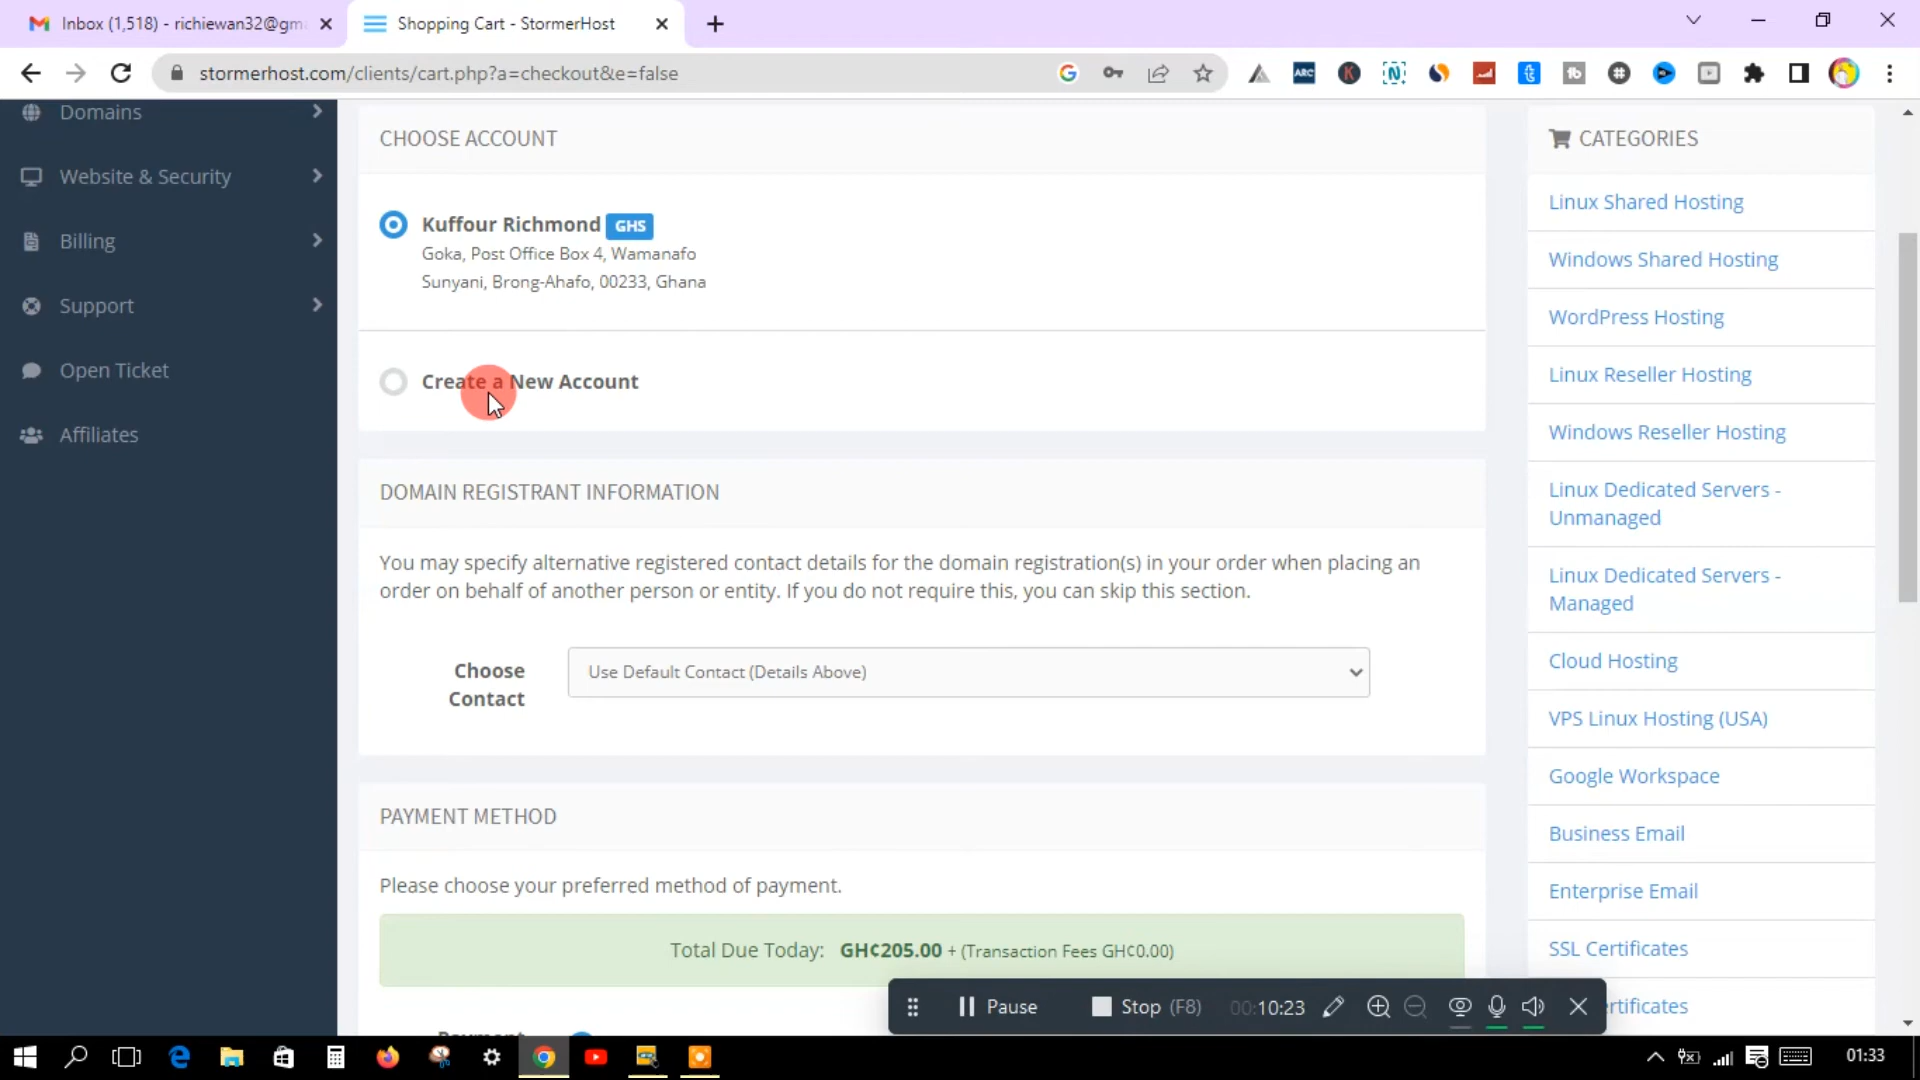 Inbox (1,518) - richiewan32@gm
Shopping Cart - StormerHost
stormerhost.com/clients/cart.php?a=checkout&e=false
Domains
Website & Security
Billing
Support
Open Ticket
Affiliates
CHOOSE ACCOUNT
Kuffour Richmond GHS
Goka, Post Office Box 4, Wamanafo
Sunyani, Brong-Ahafo, 00233, Ghana
Create a New Account
DOMAIN REGISTRANT INFORMATION
You may specify alternative registered contact details for the domain registration(s) in your order when placing an
order on behalf of another person or entity. If you do not require this, you can skip this section.
Choose
Contact
Use Default Contact (Details Above)
PAYMENT METHOD
Please choose your preferred method of payment.
Total Due Today: GH¢205.00 + (Transaction Fees GH¢0.00)
CATEGORIES
Linux Shared Hosting
Windows Shared Hosting
WordPress Hosting
Linux Reseller Hosting
Windows Reseller Hosting
Linux Dedicated Servers -
Unmanaged
Linux Dedicated Servers -
Managed
Cloud Hosting
VPS Linux Hosting (USA)
Google Workspace
Business Email
Enterprise Email
SSL Certificates
rtificates
Pause
Stop (F8)
00:10:23
01:33